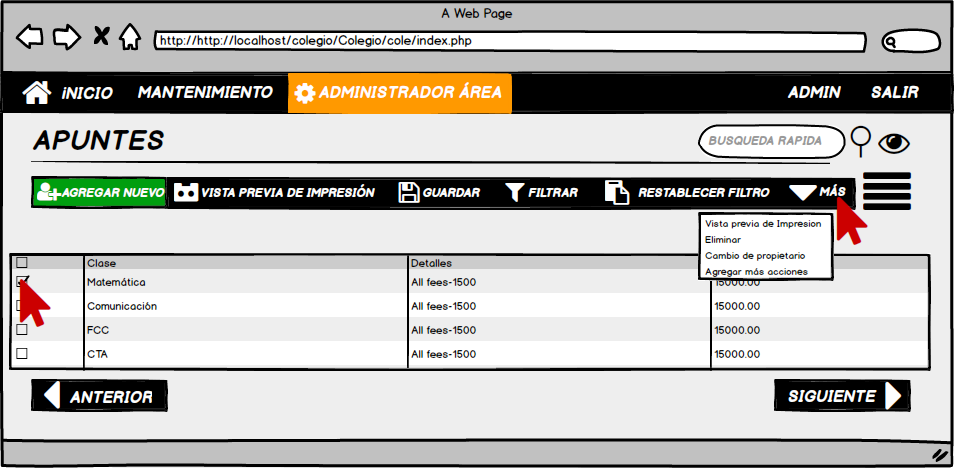 A Web Page
http://http://localhost/colegio/Colegio/cole/index.php
iNICIO MANTENIMIENTO ADMINISTRADOR ÁREA ADMIN SALIR
APUNTES BUSQUEDA RAPIDA
AGREGAR NUEVO VISTA PREVIA DE IMPRESIÓN GUARDAR FILTRAR RESTABLECER FILTRO MÁS
Vista previa de Impresion
Eliminar
Cambio de propietario
Agregar más acciones
Clase Detalles
Matemática All fees-1500 15000.00
Comunicación All fees-1500 15000.00
FCC All fees-1500 15000.00
CTA All fees-1500 15000.00
ANTERIOR SIGUIENTE